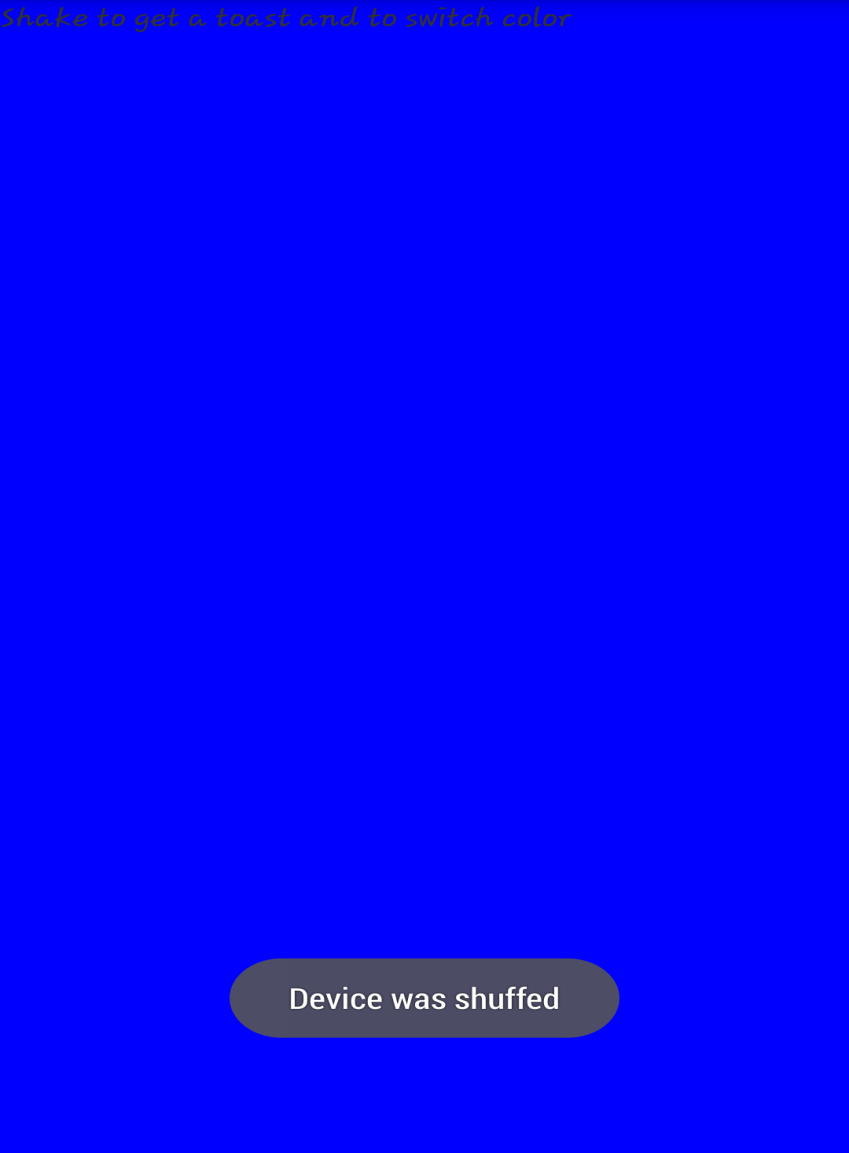 Shake to get a toast and to switch color
Device was shuffed